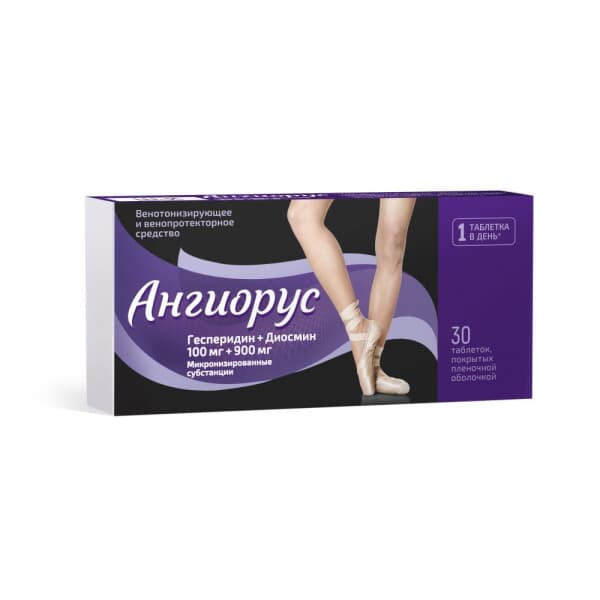 Венотонизирующее
и венопротекторное
средство
Ангиорус
Гесперидин + Диосмин
100 мг + 900 мг
Микронизированные
субстанции
1 ТАБЛЕТКА
В ДЕНЬ*
30
таблеток,
покрытых
пленочной
оболочкой